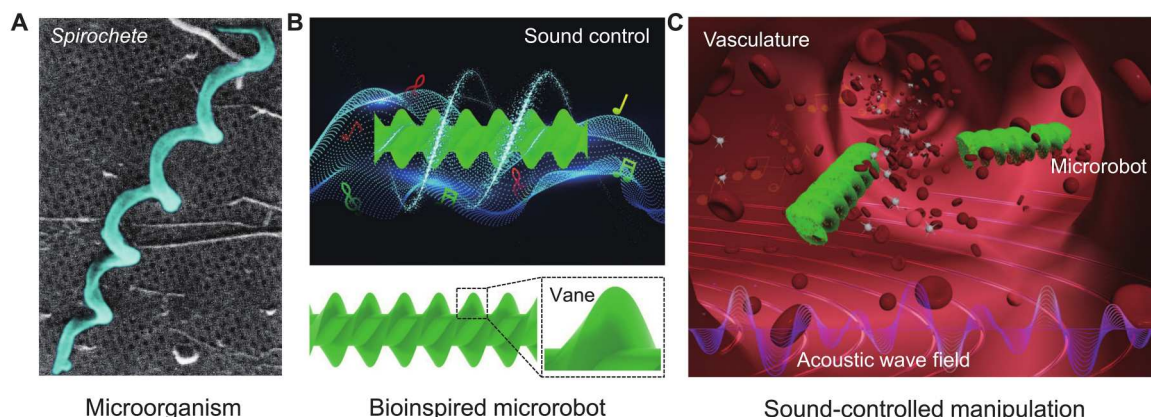 A
Spirochete
Microorganism
B
Sound control
Vane
Bioinspired microrobot
C
Vasculature
Microrobot
Acoustic wave field
Sound-controlled manipulation